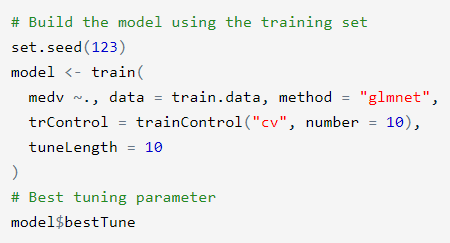 # Build the model using the training set
set.seed(123)
model <- train(
  medv ~., data = train.data, method = "glmnet",
  trControl = trainControl("cv", number = 10),
  tuneLength = 10
)
# Best tuning parameter
model$bestTune